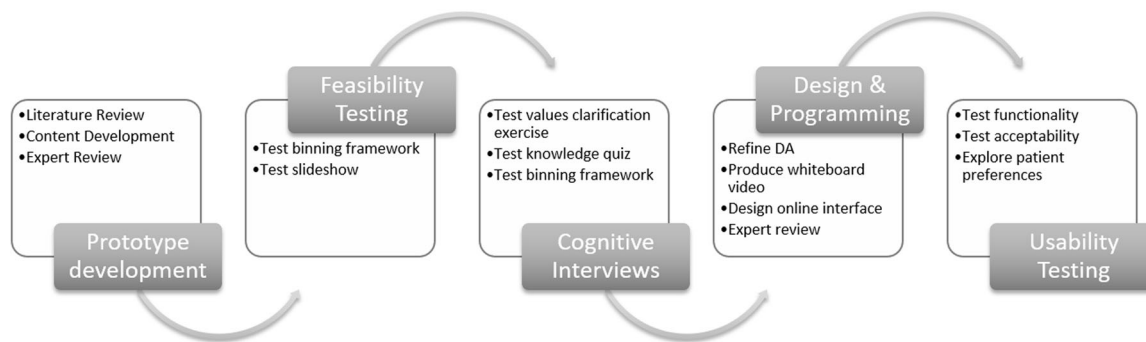 •Literature Review
•Content Development
•Expert Review
Prototype
development
Feasibility
Testing
•Test binning framework
•Test slideshow
•Test values clarification
exercise
•Test knowledge quiz
•Test binning framework
Cognitive
Interviews
Design &
Programming
•Refine DA
•Produce whiteboard
video
•Design online interface
•Expert review
•Test functionality
•Test acceptability
•Explore patient
preferences
Usability
Testing